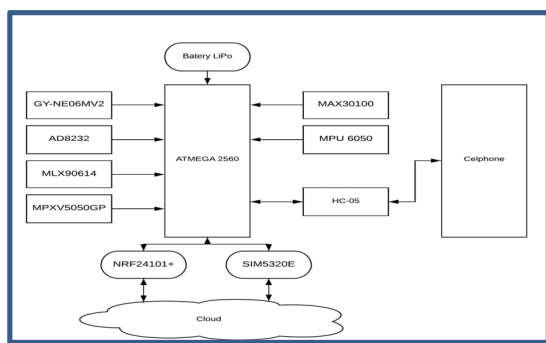 Batery LiPo
GY-NE06MV2
MAX30100
AD8232
MPU 6050
ATMEGA 2560
Celphone
MLX90614
HC-05
MPXV5050GP
NRF24101+
SIM5320E
Cloud